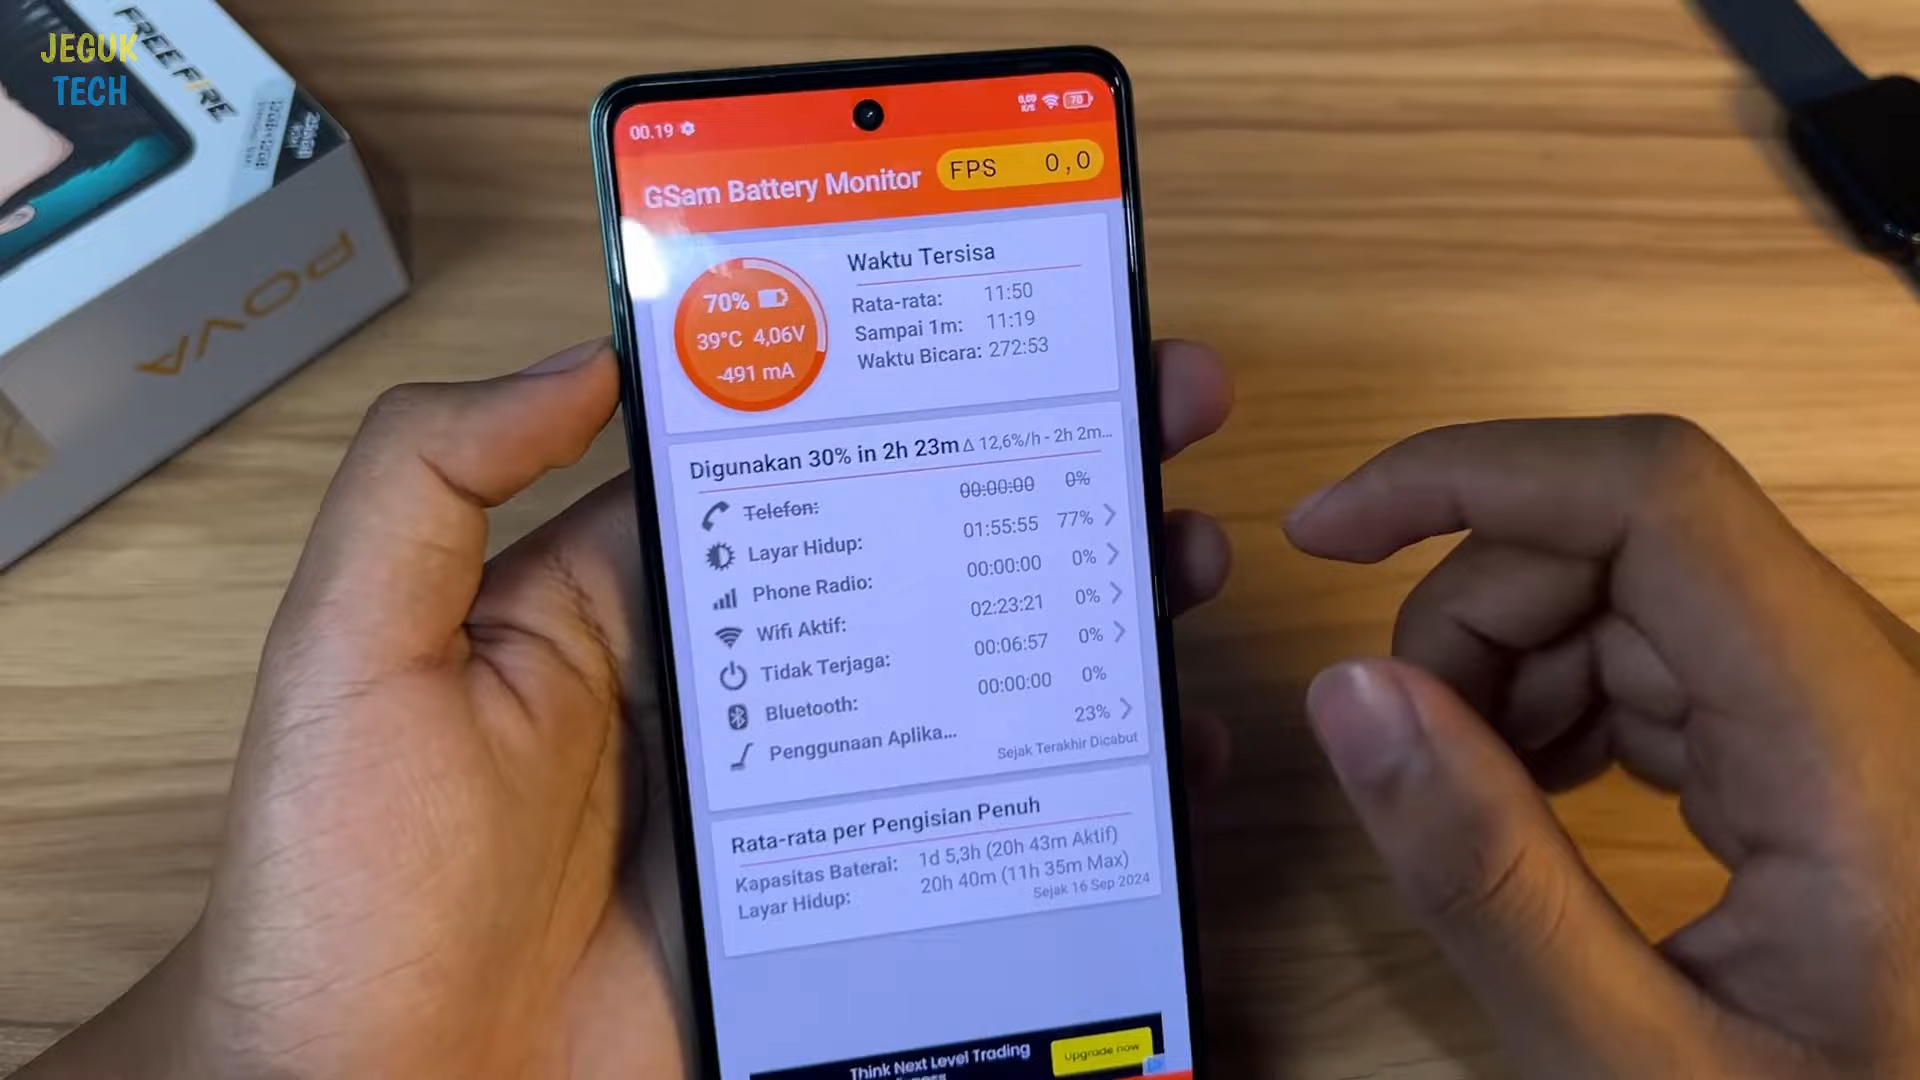 JEGUK
TECH
FREE FIRE
POVA
00.19
70
GSam Battery Monitor
FPS 0,0
70%
39°C 4,06V
-491 mA
Waktu Tersisa
Rata-rata: 11:50
Sampai 1m: 11:19
Waktu Bicara: 272:53
Digunakan 30% in 2h 23m Δ 12,6%/h - 2h 2m...
Telefon: 00:00:00 0%
Layar Hidup: 01:55:55 77%
Phone Radio: 00:00:00 0%
Wifi Aktif: 02:23:21 0%
Tidak Terjaga: 00:06:57 0%
Bluetooth: 00:00:00 0%
Penggunaan Aplika... 23%
Sejak Terakhir Dicabut
Rata-rata per Pengisian Penuh
Kapasitas Baterai: 1d 5,3h (20h 43m Aktif)
Layar Hidup: 20h 40m (11h 35m Max)
Sejak 16 Sep 2024
Think Next Level Trading
Upgrade now